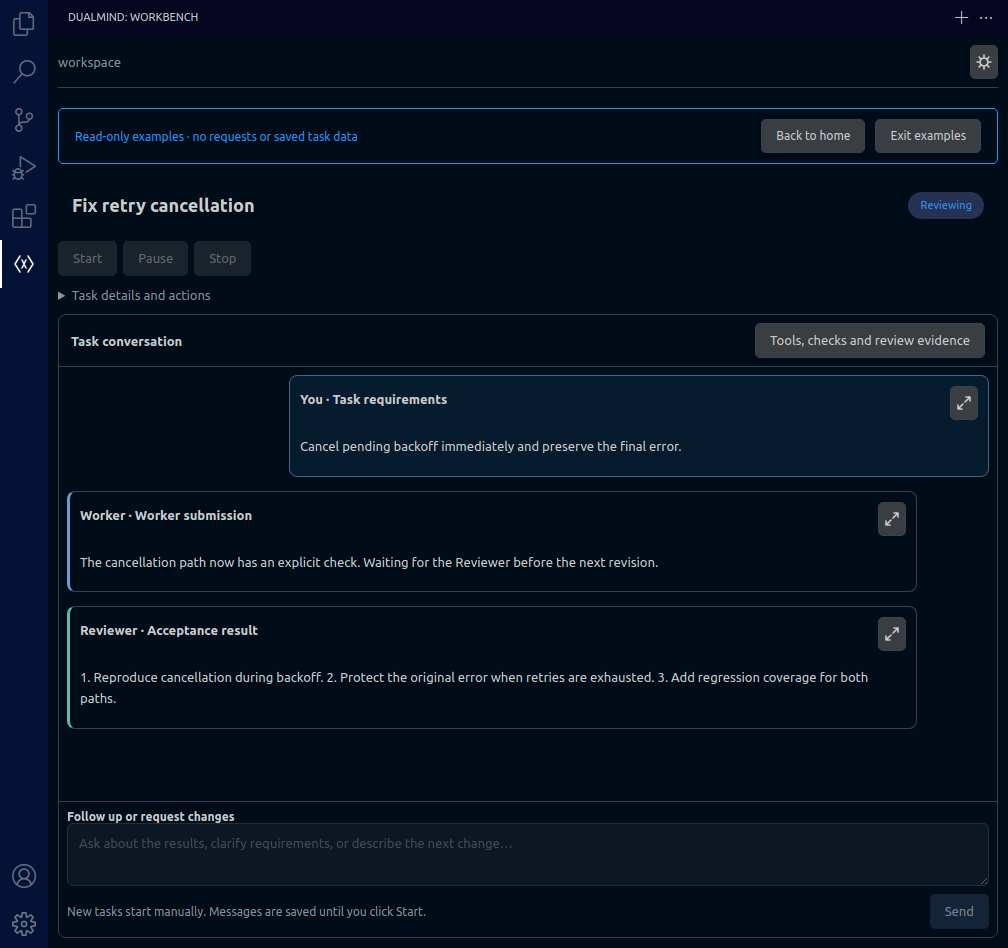 DUALMIND: WORKBENCH
workspace
Read-only examples · no requests or saved task data
Back to home
Exit examples
Fix retry cancellation
Reviewing
Start
Pause
Stop
Task details and actions
Task conversation
Tools, checks and review evidence
You · Task requirements
Cancel pending backoff immediately and preserve the final error.
Worker · Worker submission
The cancellation path now has an explicit check. Waiting for the Reviewer before the next revision.
Reviewer · Acceptance result
1. Reproduce cancellation during backoff. 2. Protect the original error when retries are exhausted. 3. Add regression coverage for both
paths.
Follow up or request changes
Ask about the results, clarify requirements, or describe the next change…
New tasks start manually. Messages are saved until you click Start.
Send